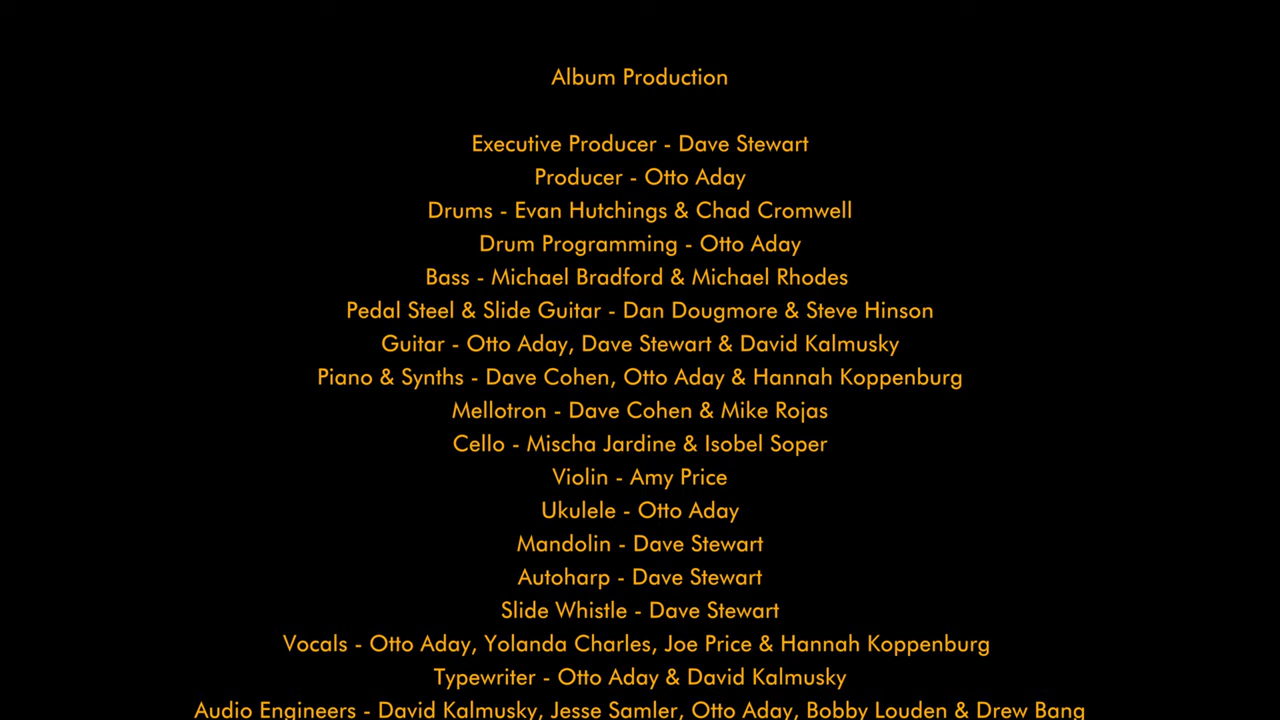 Album Production
Executive Producer - Dave Stewart
Producer - Otto Aday
Drums - Evan Hutchings & Chad Cromwell
Drum Programming - Otto Aday
Bass - Michael Bradford & Michael Rhodes
Pedal Steel & Slide Guitar - Dan Dougmore & Steve Hinson
Guitar - Otto Aday, Dave Stewart & David Kalmusky
Piano & Synths - Dave Cohen, Otto Aday & Hannah Koppenburg
Mellotron - Dave Cohen & Mike Rojas
Cello - Mischa Jardine & Isobel Soper
Violin - Amy Price
Ukulele - Otto Aday
Mandolin - Dave Stewart
Autoharp - Dave Stewart
Slide Whistle - Dave Stewart
Vocals - Otto Aday, Yolanda Charles, Joe Price & Hannah Koppenburg
Typewriter - Otto Aday & David Kalmusky
Audio Engineers - David Kalmusky, Jesse Samler, Otto Aday, Bobby Louden & Drew Bang